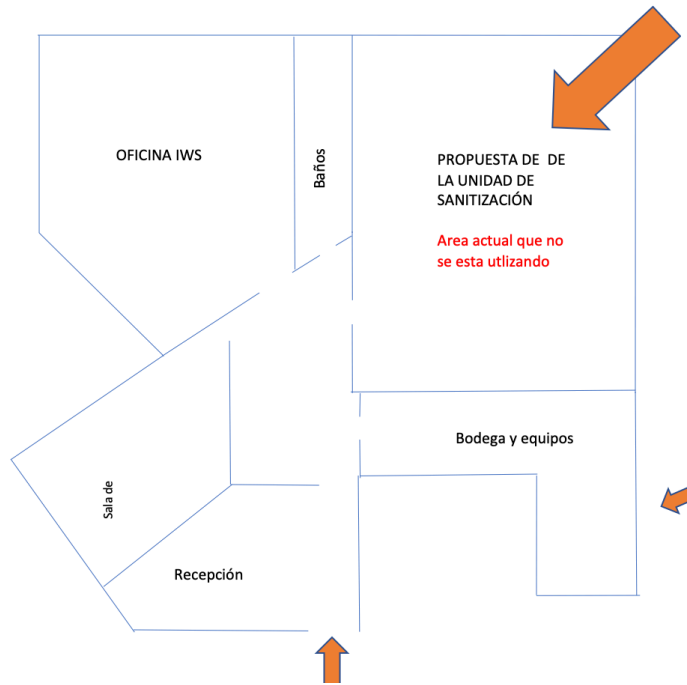 OFICINA IWS
Baños
PROPUESTA DE  DE
LA UNIDAD DE
SANITIZACIÓN
Area actual que no
se esta utlizando
Bodega y equipos
Sala de
Recepción